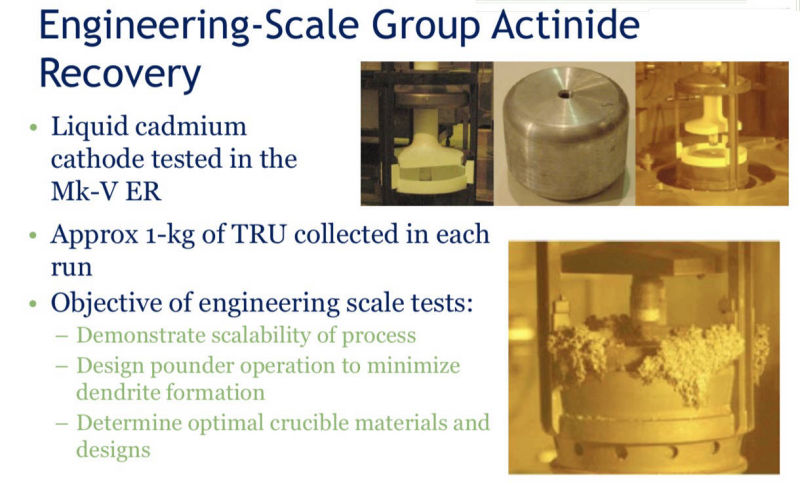 Engineering-Scale Group Actinide
Recovery
• Liquid cadmium
cathode tested in the
Mk-V ER
• Approx 1-kg of TRU collected in each
run
• Objective of engineering scale tests:
– Demonstrate scalability of process
– Design pounder operation to minimize
dendrite formation
– Determine optimal crucible materials and
designs